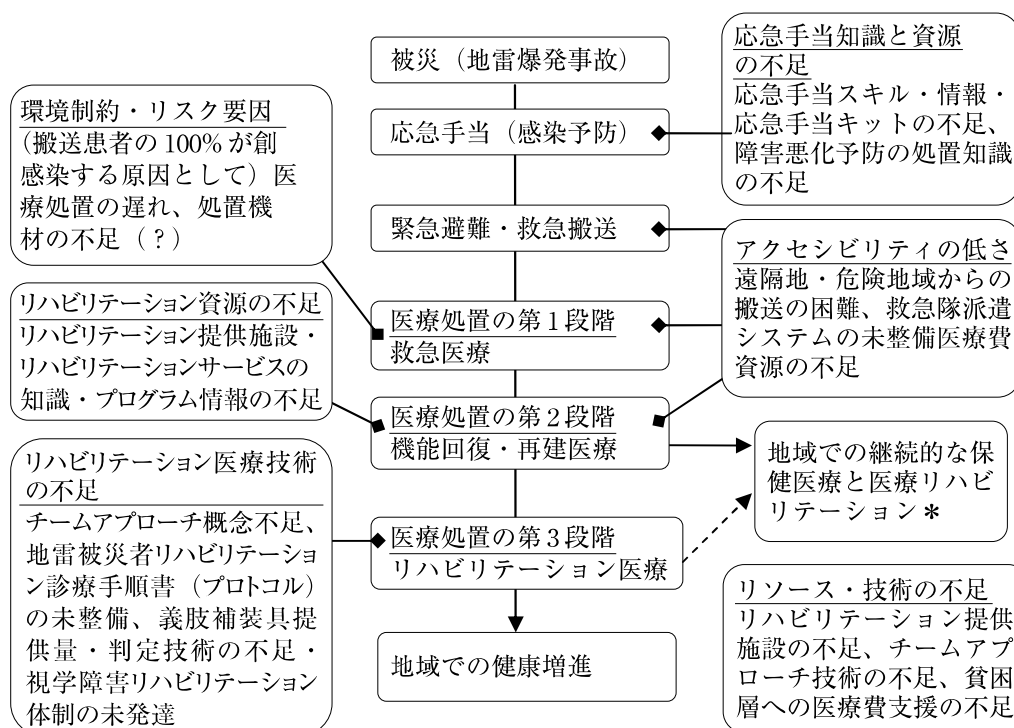 被災（地雷爆発事故）
応急手当（感染予防）
緊急避難・救急搬送
医療処置の第１段階
救急医療
医療処置の第２段階
機能回復・再建医療
医療処置の第３段階
リハビリテーション医療
地域での健康増進
環境制約・リスク要因
(搬送患者の 100% が創
感染する原因として）医
療処置の遅れ、処置機
材の不足（？）
リハビリテーション資源の不足
リハビリテーション提供施設・
リハビリテーションサービスの
知識・プログラム情報の不足
リハビリテーション医療技術
の不足
チームアプローチ概念不足、
地雷被災者リハビリテーショ
ン診療手順書（プロトコル）
の未整備、義肢補装具提
供量・判定技術の不足・
視学障害リハビリテーション
体制の未発達
応急手当知識と資源
の不足
応急手当スキル・情報・
応急手当キットの不足、
障害悪化予防の処置知識
の不足
アクセシビリティの低さ
遠隔地・危険地域からの
搬送の困難、救急隊派遣
システムの未整備医療費
資源の不足
地域での継続的な保
健医療と医療リハビ
リテーション＊
リソース・技術の不足
リハビリテーション提供
施設の不足、チームアプ
ローチ技術の不足、貧困
層への医療費支援の不足